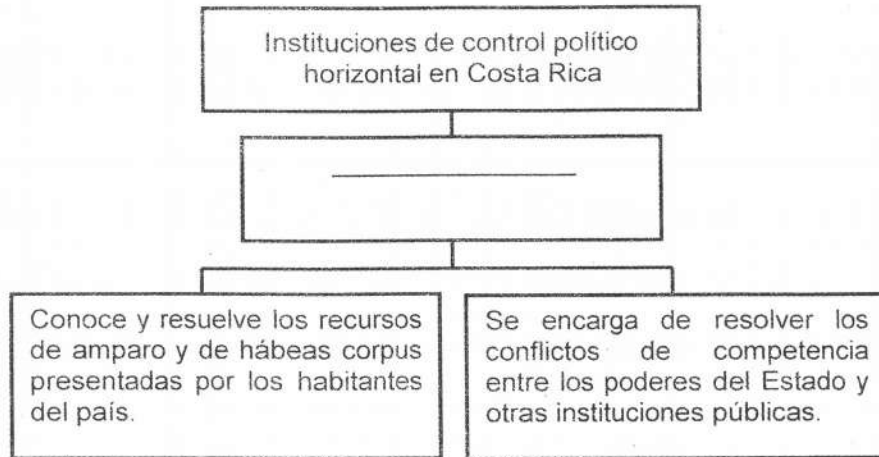 Instituciones de control político
horizontal en Costa Rica
Conoce y resuelve los recursos
de amparo y de hábeas corpus
presentadas por los habitantes
del país.
Se encarga de resolver los
conflictos de competencia
entre los poderes del Estado y
otras instituciones públicas.